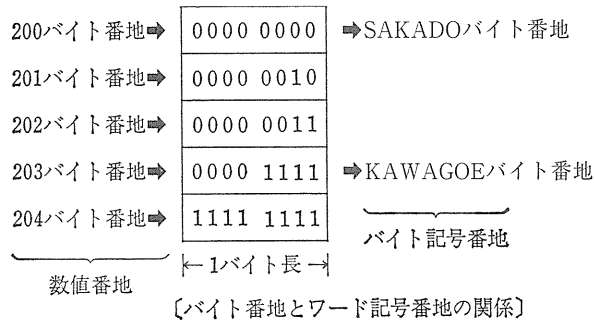 200バイト番地➡ 0000 0000 ➡SAKADOバイト番地
201バイト番地➡ 0000 0010
202バイト番地➡ 0000 0011
203バイト番地➡ 0000 1111 ➡KAWAGOEバイト番地
204バイト番地➡ 1111 1111
バイト記号番地
数値番地
←1バイト長→
〔バイト番地とワード記号番地の関係〕